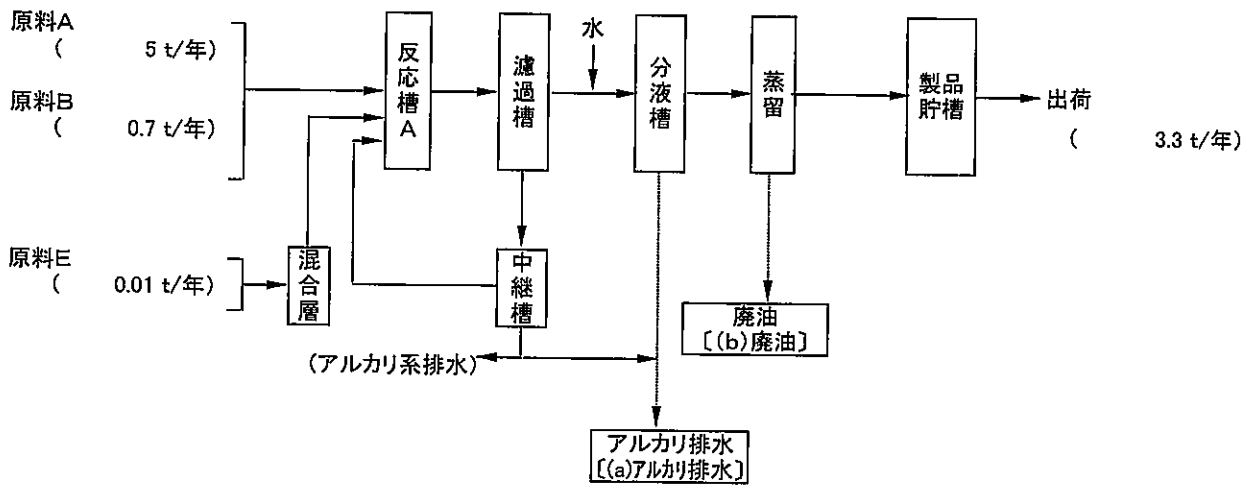 原料A
( 5 t/年)
原料B
( 0.7 t/年)
原料E
( 0.01 t/年)
混合層
反応槽A
濾過槽
中継槽
(アルカリ系排水)
水
分液槽
アルカリ排水
〔(a)アルカリ排水〕
蒸留
廃油
〔(b)廃油〕
製品貯槽
出荷
( 3.3 t/年)